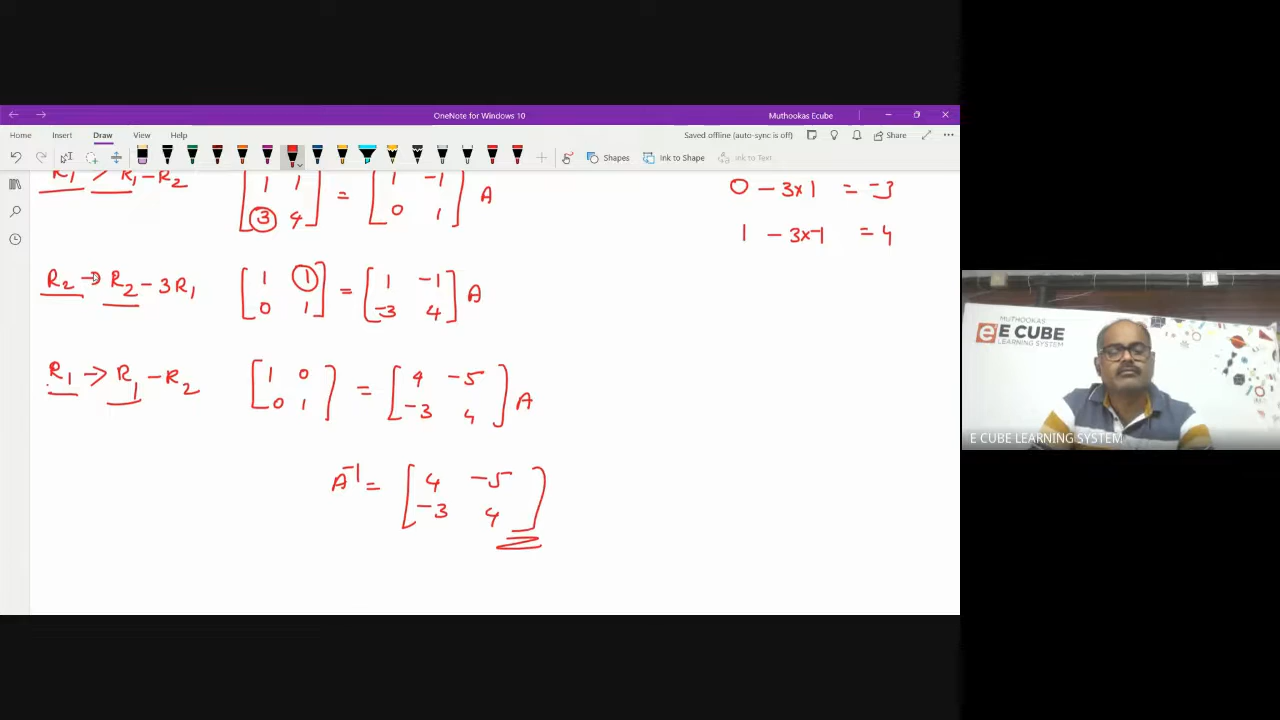 OneNote for Windows 10
Muthookas Ecube
Home Insert Draw View Help
Saved offline (auto-sync is off)
Share
Shapes
Ink to Shape
Ink to Text
R1 → R1 - R2 [1 1 = [1 -1 A
3 4] 0 1]
0 - 3x1 = -3
1 - 3x-1 = 4
R2 → R2 - 3R1 [1 1 = [1 -1 A
0 1] -3 4]
R1 → R1 - R2 [1 0 = [4 -5 A
0 1] -3 4]
A^-1 = [4 -5
-3 4]
MUTHOOKAS
e E CUBE
LEARNING SYSTEM
E CUBE LEARNING SYSTEM